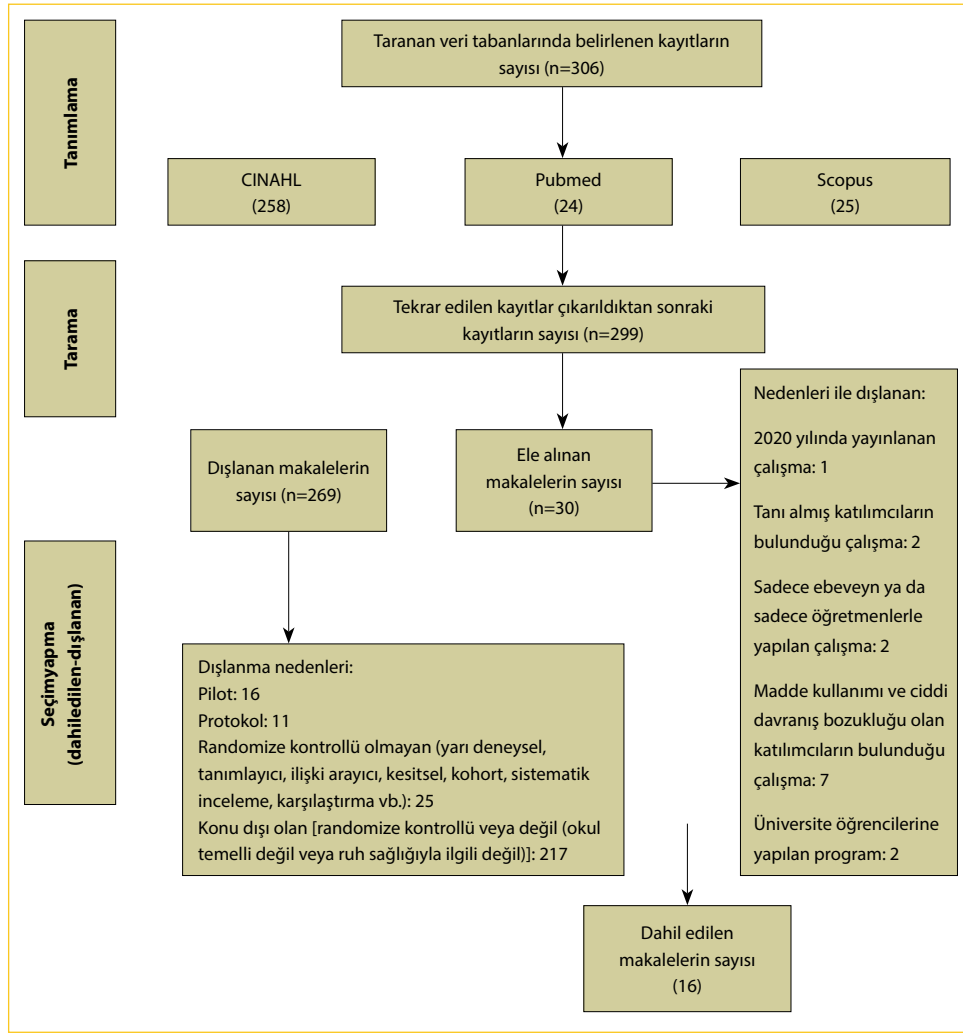 Tanımlama
Taranan veri tabanlarında belirlenen kayıtların
sayısı (n=306)
CINAHL
(258)
Pubmed
(24)
Scopus
(25)
Tarama
Tekrar edilen kayıtlar çıkarıldıktan sonraki
kayıtların sayısı (n=299)
Dışlanan makalelerin
sayısı (n=269)
Ele alınan
makalelerin sayısı
(n=30)
Nedenleri ile dışlanan:
2020 yılında yayınlanan
çalışma: 1
Tanı almış katılımcıların
bulunduğu çalışma: 2
Sadece ebeveyn ya da
sadece öğretmenlerle
yapılan çalışma: 2
Madde kullanımı ve ciddi
davranış bozukluğu olan
katılımcıların bulunduğu
çalışma: 7
Üniversite öğrencilerine
yapılan program: 2
Seçimyapma
(dahiledilen-dışlanan)
Dışlanma nedenleri:
Pilot: 16
Protokol: 11
Randomize kontrollü olmayan (yarı deneysel,
tanımlayıcı, ilişki arayıcı, kesitsel, kohort, sistematik
inceleme, karşılaştırma vb.): 25
Konu dışı olan [randomize kontrollü veya değil (okul
temelli değil veya ruh sağlığıyla ilgili değil)]: 217
Dahil edilen
makalelerin sayısı
(16)